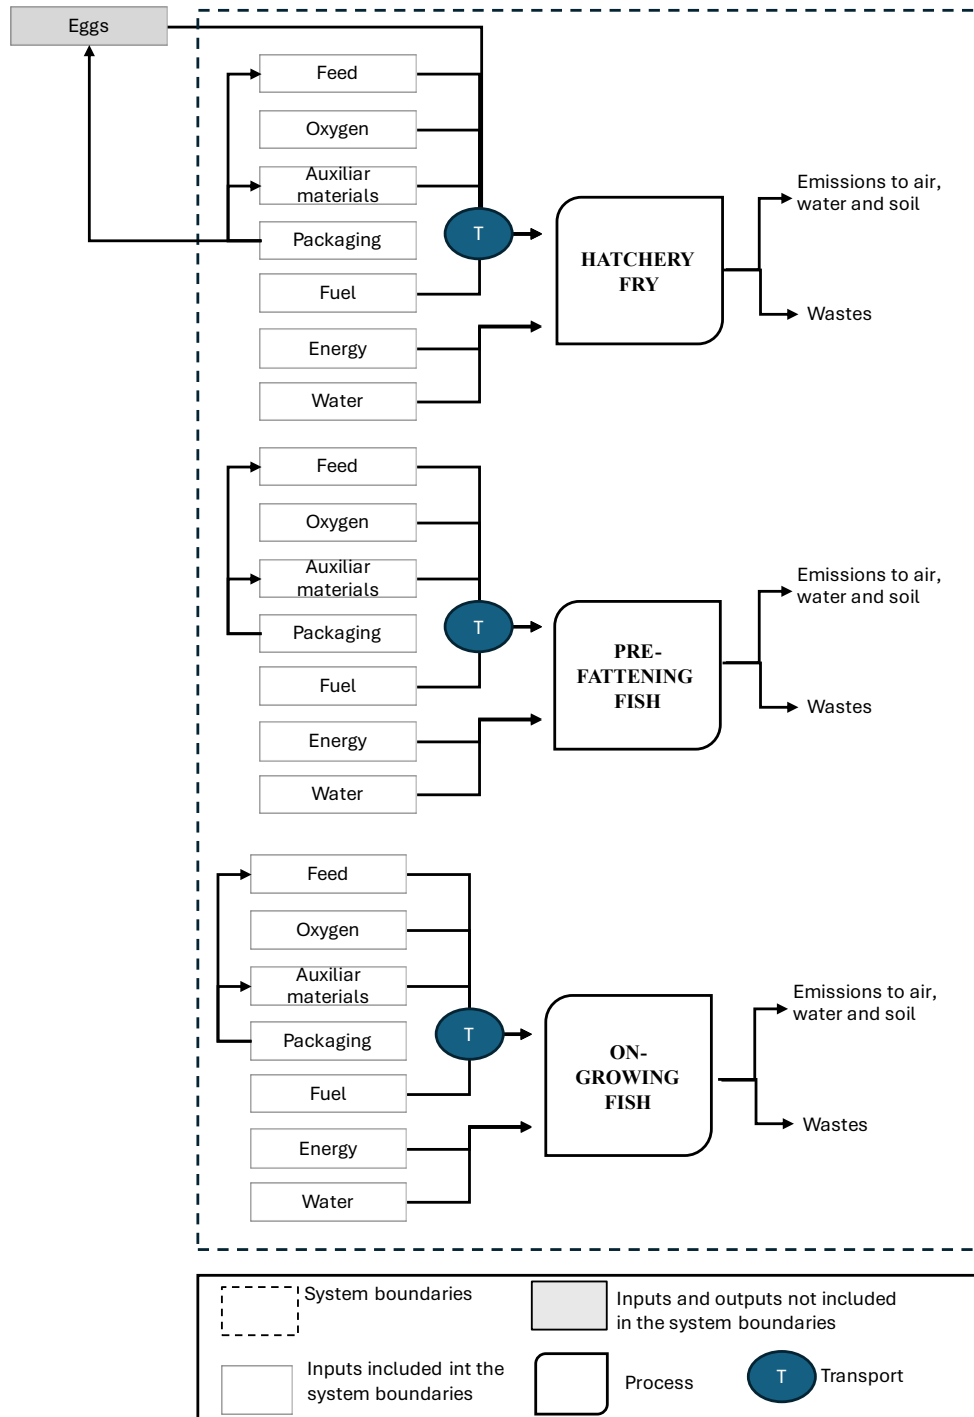 Eggs
Feed
Oxygen
Auxiliar
materials
Packaging
Fuel
Energy
Water
T
HATCHERY
FRY
Emissions to air,
water and soil
Wastes
Feed
Oxygen
Auxiliar
materials
Packaging
Fuel
Energy
Water
T
PRE-
FATTENING
FISH
Emissions to air,
water and soil
Wastes
Feed
Oxygen
Auxiliar
materials
Packaging
Fuel
Energy
Water
T
ON-
GROWING
FISH
Emissions to air,
water and soil
Wastes
System boundaries
Inputs and outputs not included
in the system boundaries
Inputs included int the
system boundaries
Process
T
Transport